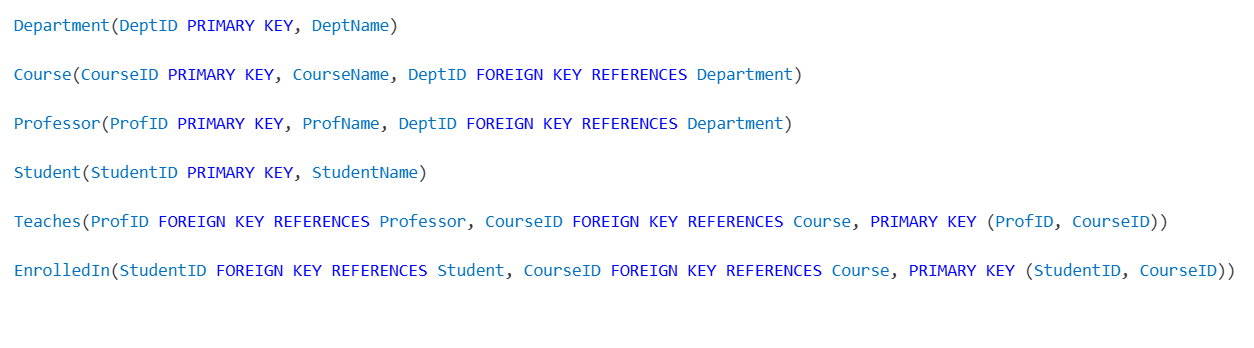 Department(DeptID PRIMARY KEY, DeptName)
Course(CourseID PRIMARY KEY, CourseName, DeptID FOREIGN KEY REFERENCES Department)
Professor(ProfID PRIMARY KEY, ProfName, DeptID FOREIGN KEY REFERENCES Department)
Student(StudentID PRIMARY KEY, StudentName)
Teaches(ProfID FOREIGN KEY REFERENCES Professor, CourseID FOREIGN KEY REFERENCES Course, PRIMARY KEY (ProfID, CourseID))
EnrolledIn(StudentID FOREIGN KEY REFERENCES Student, CourseID FOREIGN KEY REFERENCES Course, PRIMARY KEY (StudentID, CourseID))